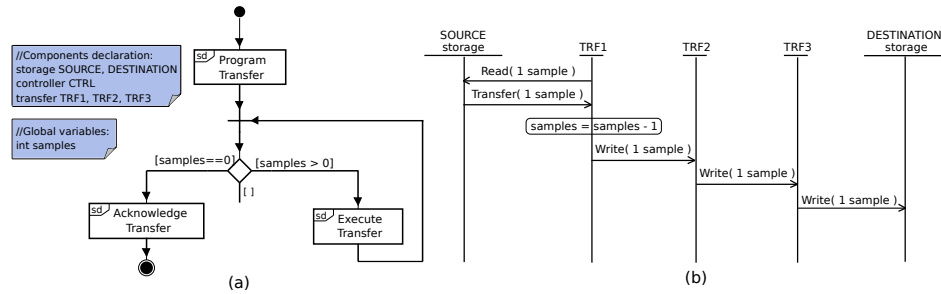 //Components declaration:
storage SOURCE, DESTINATION
controller CTRL
transfer TRF1, TRF2, TRF3
//Global variables:
int samples
sd
Program
Transfer
[samples==0]
[samples > 0]
[ ]
sd
Acknowledge
Transfer
sd
Execute
Transfer
(a)
SOURCE
storage
TRF1
TRF2
TRF3
DESTINATION
storage
Read( 1 sample )
Transfer( 1 sample )
samples = samples - 1
Write( 1 sample )
Write( 1 sample )
Write( 1 sample )
(b)